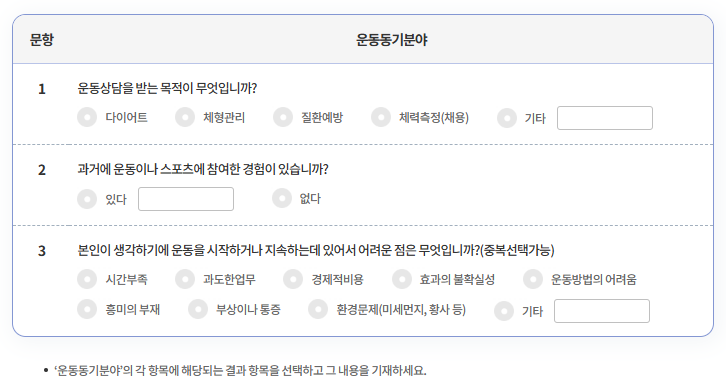 문항 운동동기분야
1 운동상담을 받는 목적이 무엇입니까?
다이어트 체형관리 질환예방 체력측정(채용) 기타
2 과거에 운동이나 스포츠에 참여한 경험이 있습니까?
있다 없다
3 본인이 생각하기에 운동을 시작하거나 지속하는데 있어서 어려운 점은 무엇입니까?(중복선택가능)
시간부족 과도한업무 경제적비용 효과의 불확실성 운동방법의 어려움
흥미의 부재 부상이나 통증 환경문제(미세먼지, 황사 등) 기타
• ‘운동동기분야’의 각 항목에 해당되는 결과 항목을 선택하고 그 내용을 기재하세요.